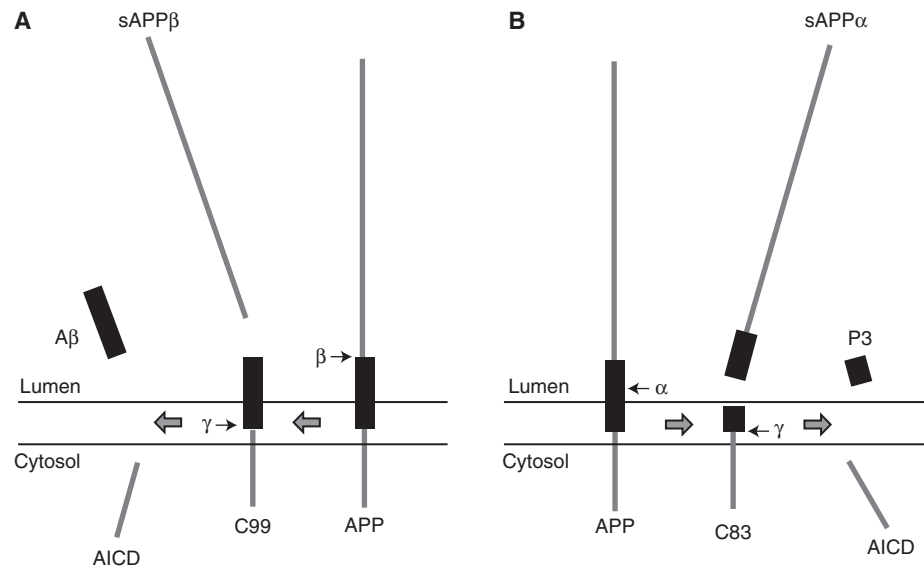 A
sAPPβ
Aβ
β
Lumen
γ
Cytosol
C99
APP
AICD
B
sAPPα
P3
Lumen
α
γ
Cytosol
APP
C83
AICD